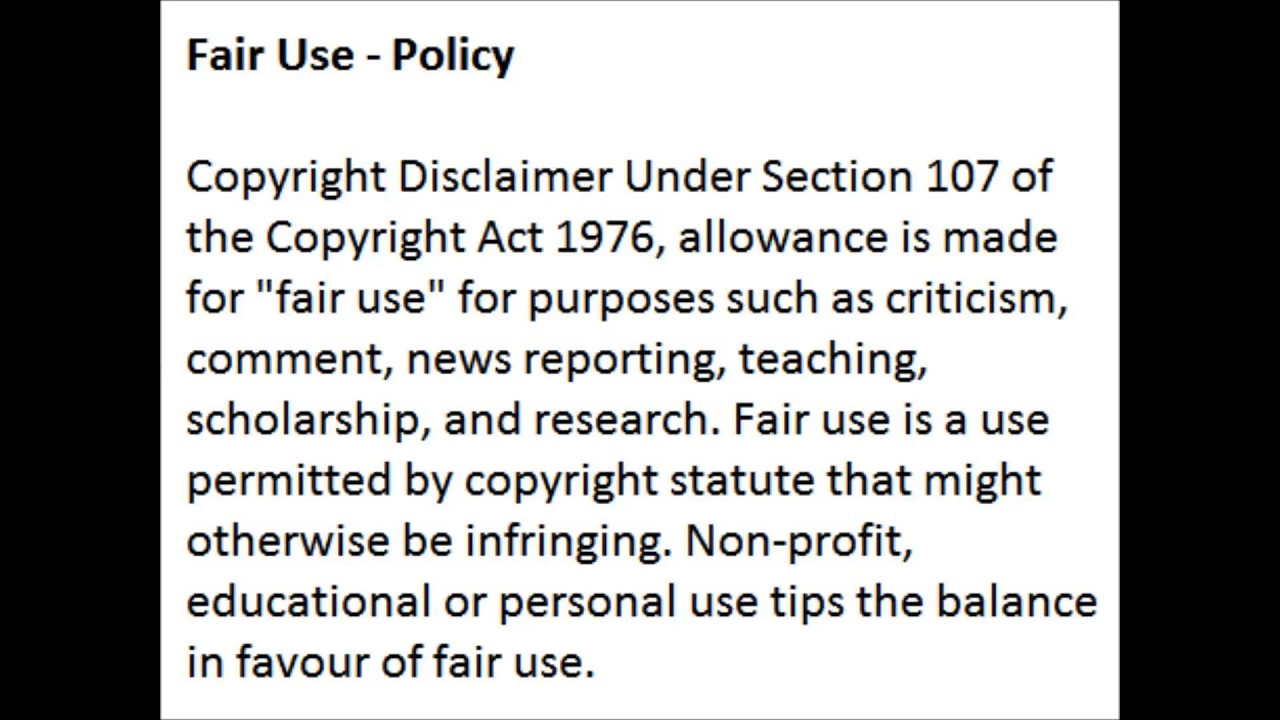 Fair Use - Policy
Copyright Disclaimer Under Section 107 of
the Copyright Act 1976, allowance is made
for "fair use" for purposes such as criticism,
comment, news reporting, teaching,
scholarship, and research. Fair use is a use
permitted by copyright statute that might
otherwise be infringing. Non-profit,
educational or personal use tips the balance
in favour of fair use.